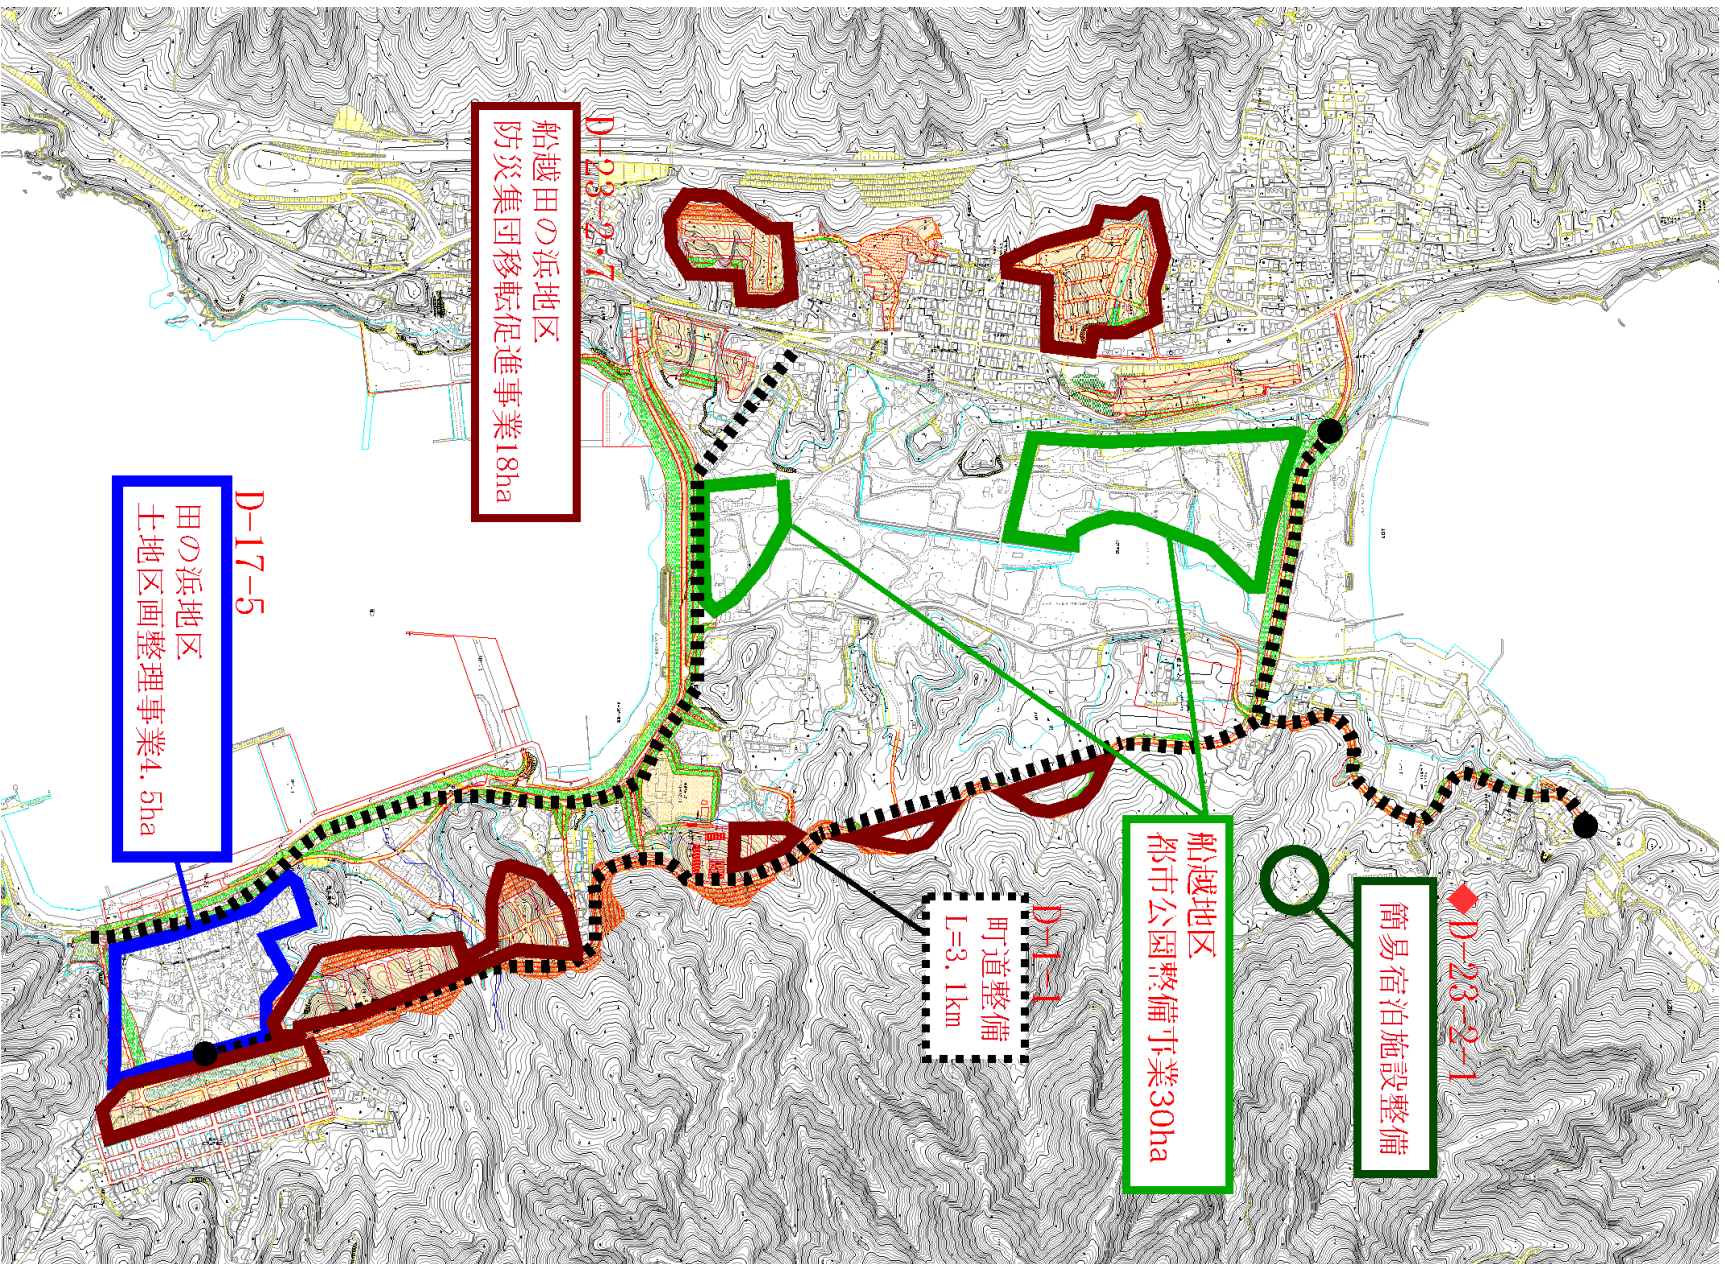 ◆D-23-2-1
簡易宿泊施設整備
船越地区
都市公園整備事業30ha
D-1-1
町道整備
L=3.1km
D-23-2・7
船越田の浜地区
防災集団移転促進事業18ha
D-17-5
田の浜地区
土地区画整理事業4.5ha